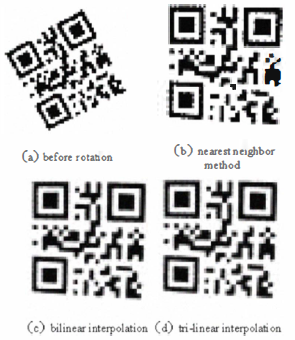 (a) before rotation
(b) nearest neighbor
method
(c) bilinear interpolation
(d) tri-linear interpolation